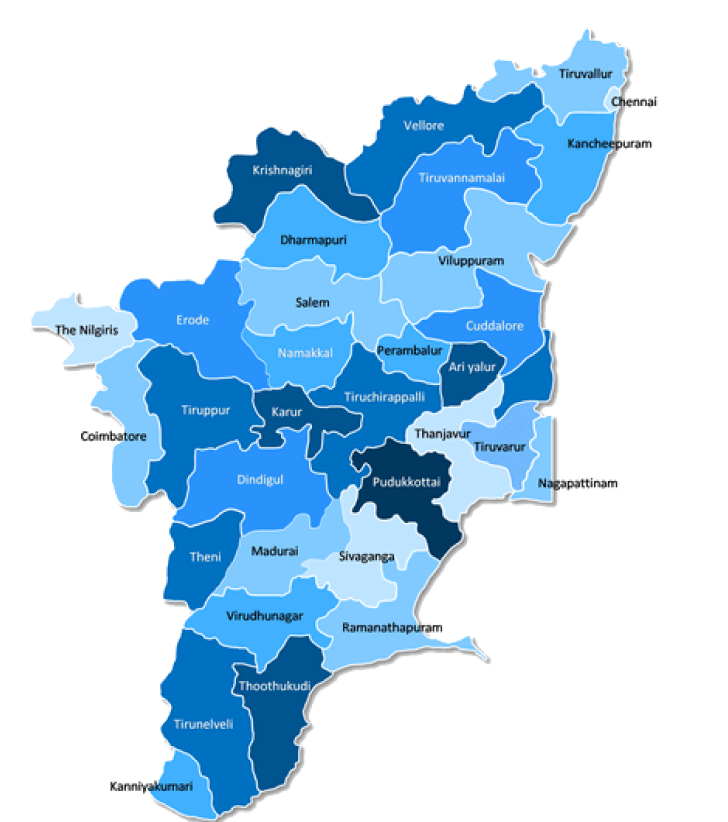 Tiruvallur
Chennai
Vellore
Kancheepuram
Krishnagiri
Tiruvannamalai
Dharmapuri
Viluppuram
Salem
Erode
Cuddalore
The Nilgiris
Namakkal
Perambalur
Ari yalur
Tiruppur
Karur
Tiruchirappalli
Coimbatore
Thanjavur
Tiruvarur
Dindigul
Pudukkottai
Nagapattinam
Theni
Madurai
Sivaganga
Virudhunagar
Ramanathapuram
Thoothukudi
Tirunelveli
Kanniyakumari